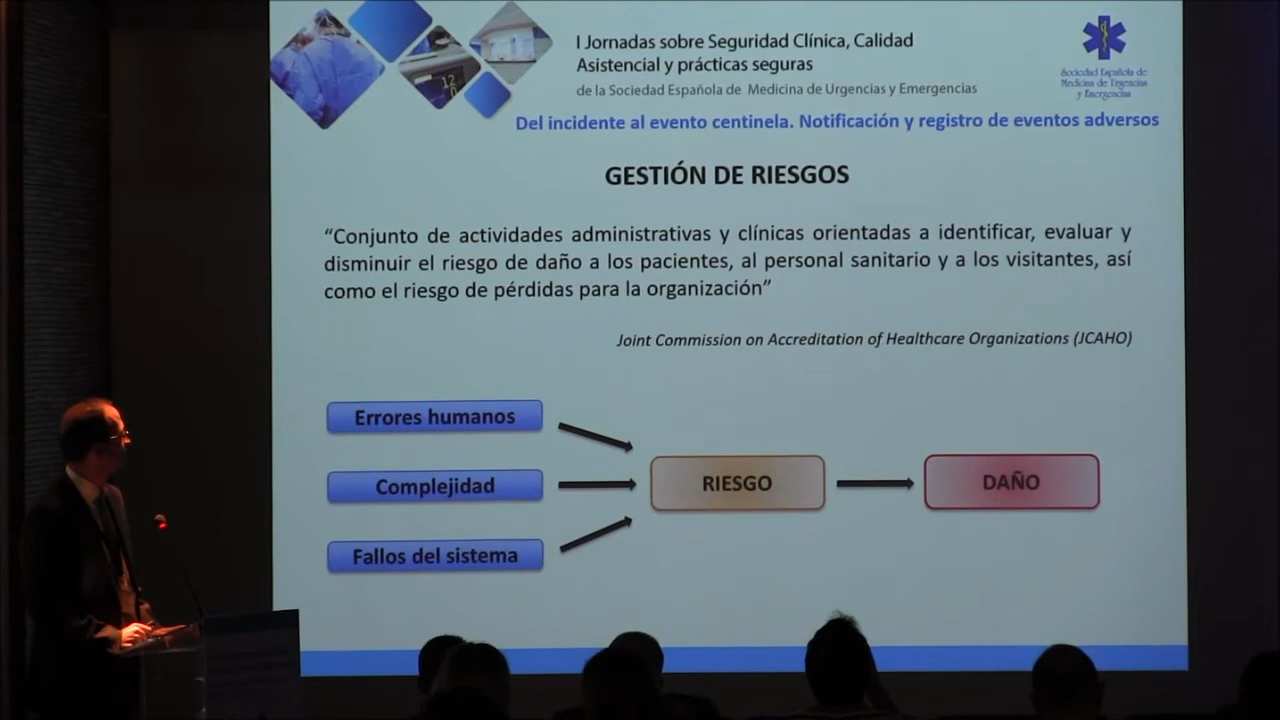 I Jornadas sobre Seguridad Clínica, Calidad
Asistencial y prácticas seguras
de la Sociedad Española de Medicina de Urgencias y Emergencias
Sociedad Española de
Medicina de Urgencias
y Emergencias
Del incidente al evento centinela. Notificación y registro de eventos adversos
GESTIÓN DE RIESGOS
“Conjunto de actividades administrativas y clínicas orientadas a identificar, evaluar y
disminuir el riesgo de daño a los pacientes, al personal sanitario y a los visitantes, así
como el riesgo de pérdidas para la organización”
Joint Commission on Accreditation of Healthcare Organizations (JCAHO)
Errores humanos
Complejidad
Fallos del sistema
RIESGO
DAÑO